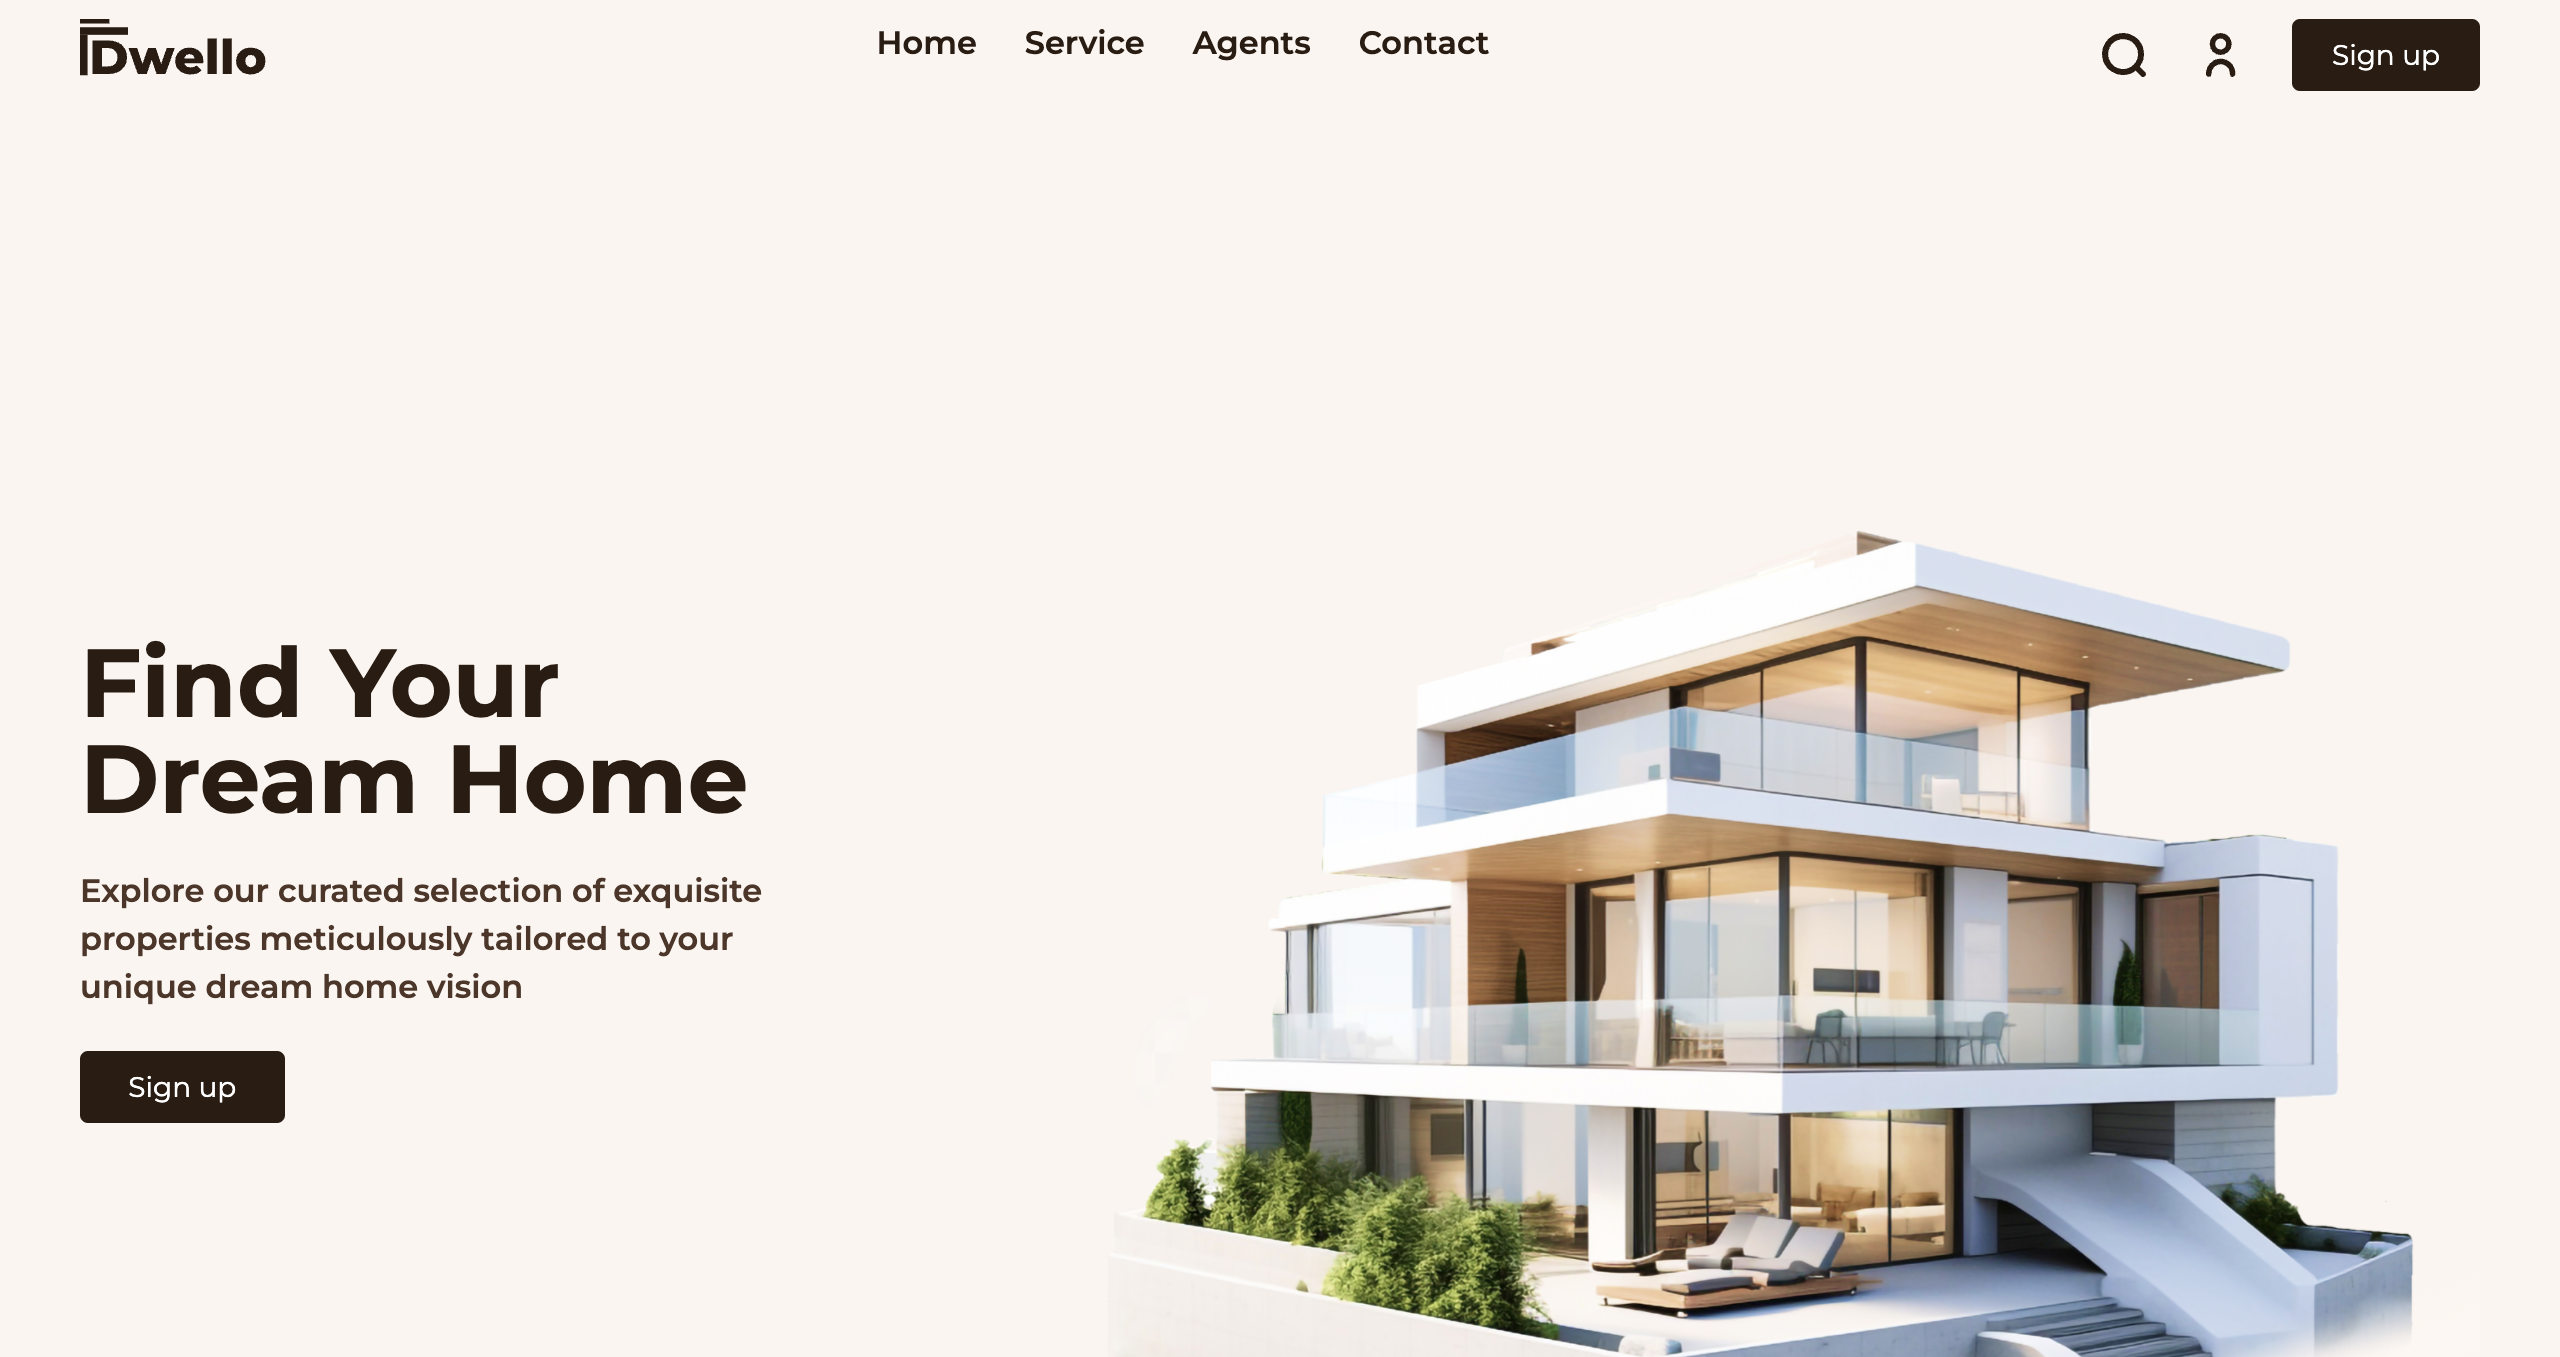 Dwello
Home Service Agents Contact
Sign up
Find Your
Dream Home
Explore our curated selection of exquisite
properties meticulously tailored to your
unique dream home vision
Sign up